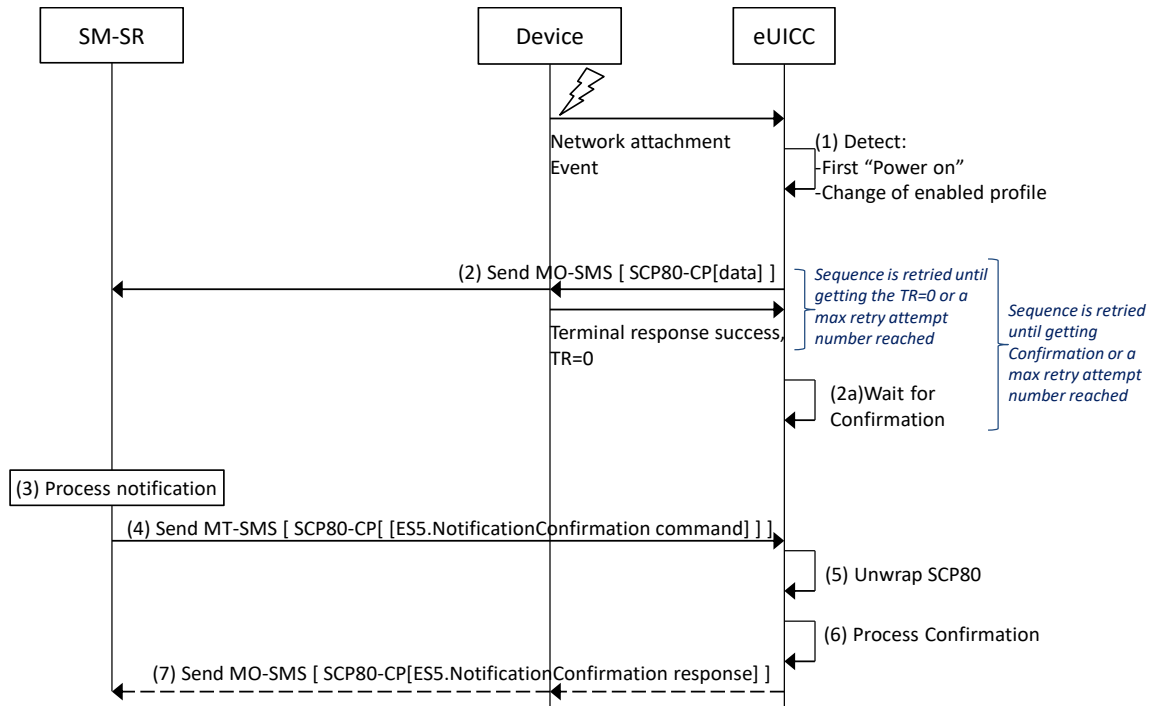 SM-SR
Device
eUICC
Network attachment
Event
(1) Detect:
-First “Power on”
-Change of enabled profile
(2) Send MO-SMS [ SCP80-CP[data] ]
Terminal response success,
TR=0
Sequence is retried until
getting the TR=0 or a
max retry attempt
number reached
Sequence is retried
until getting
Confirmation or a
max retry attempt
number reached
(2a)Wait for
Confirmation
(3) Process notification
(4) Send MT-SMS [ SCP80-CP[ [ES5.NotificationConfirmation command] ] ]
(5) Unwrap SCP80
(6) Process Confirmation
(7) Send MO-SMS [ SCP80-CP[ES5.NotificationConfirmation response] ]